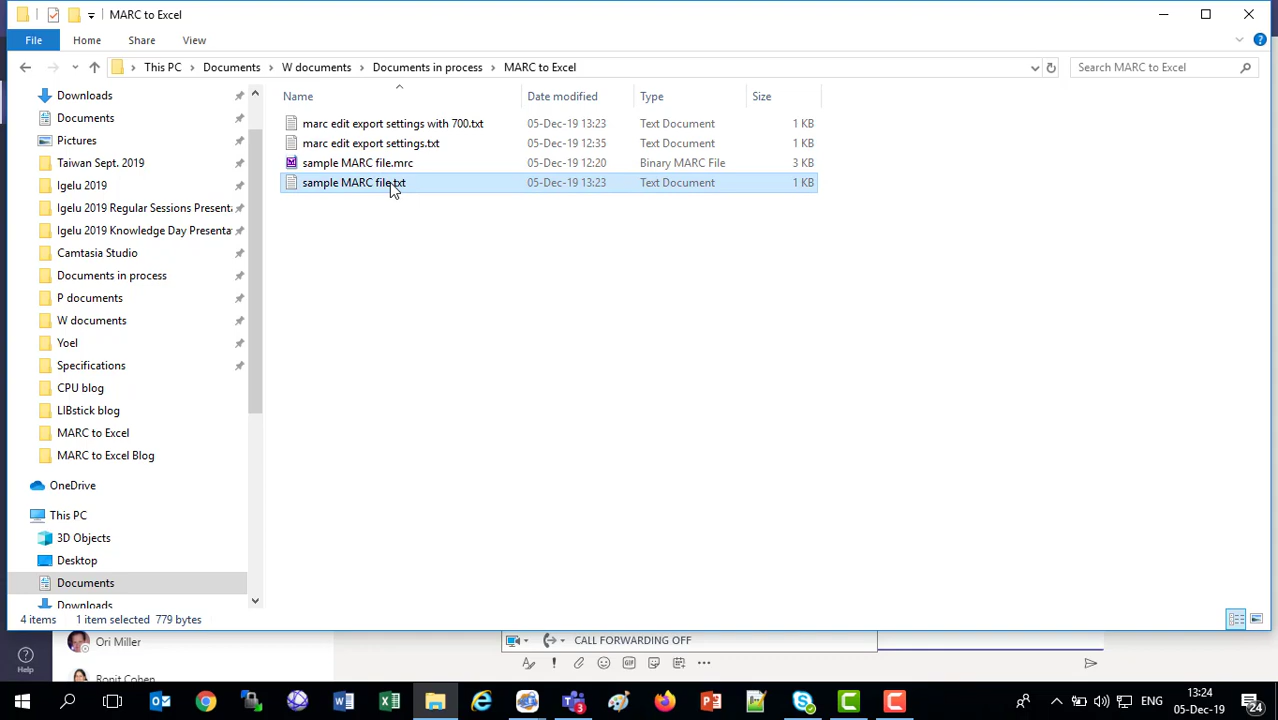 MARC to Excel
File Home Share View
This PC Documents W documents Documents in process MARC to Excel
Search MARC to Excel
Name Date modified Type Size
marc edit export settings with 700.txt 05-Dec-19 13:23 Text Document 1 KB
marc edit export settings.txt 05-Dec-19 12:35 Text Document 1 KB
sample MARC file.mrc 05-Dec-19 12:20 Binary MARC File 3 KB
sample MARC file.txt 05-Dec-19 13:23 Text Document 1 KB
Downloads
Documents
Pictures
Taiwan Sept. 2019
Igelu 2019
Igelu 2019 Regular Sessions Presenta
Igelu 2019 Knowledge Day Presenta
Camtasia Studio
Documents in process
P documents
W documents
Yoel
Specifications
CPU blog
LIBstick blog
MARC to Excel
MARC to Excel Blog
OneDrive
This PC
3D Objects
Desktop
Documents
Downloads
4 items 1 item selected 779 bytes
Ori Miller
CALL FORWARDING OFF
Help
GIF
Ronit Cohen
ENG
13:24
05-Dec-19
24
3